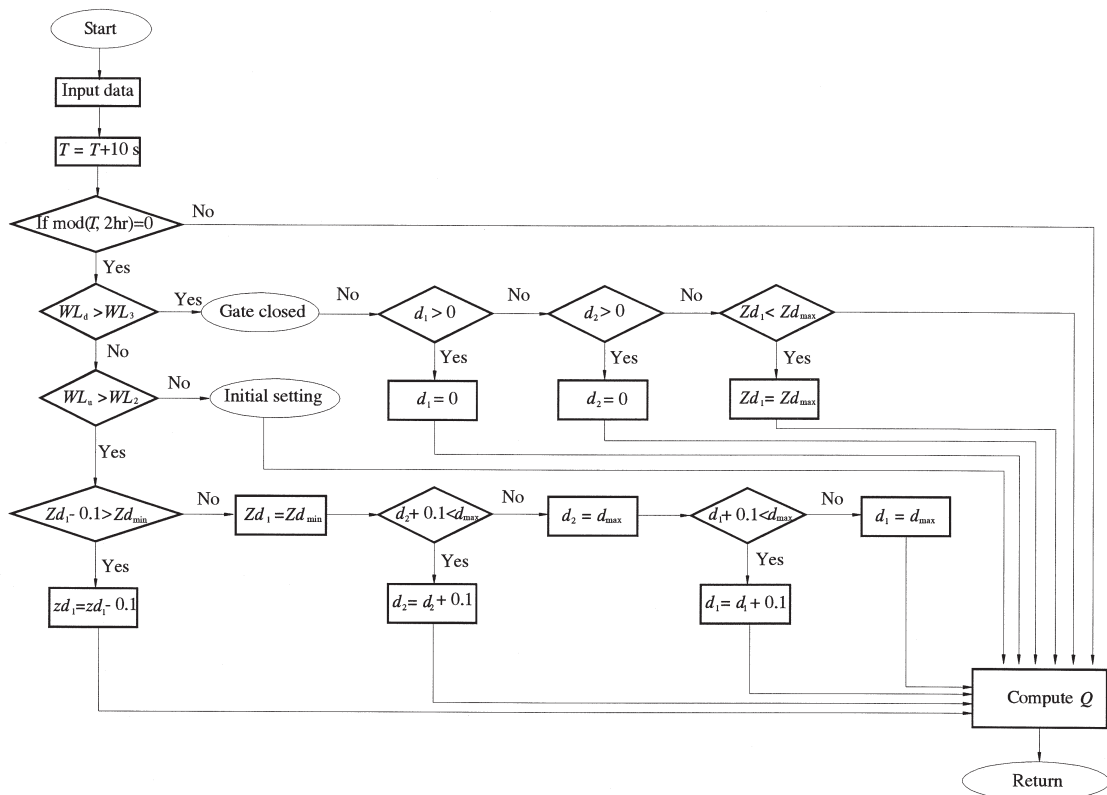 Start
Input data
T = T+10 s
If mod(T, 2hr)=0
No
Yes
WLd >WL3
Yes
Gate closed
No
d1 > 0
No
d2 > 0
No
Zd1< Zdmax
No
Yes
Yes
Yes
WLu >WL2
No
Initial setting
d1 = 0
d2 = 0
Zd1= Zdmax
Yes
Zd1- 0.1>Zdmin
No
Zd1 =Zdmin
d2+ 0.1<dmax
No
d2 = dmax
d1+ 0.1<dmax
No
d1 = dmax
Yes
Yes
Yes
zd1=zd1- 0.1
d2= d2+ 0.1
d1= d1+ 0.1
Compute Q
Return